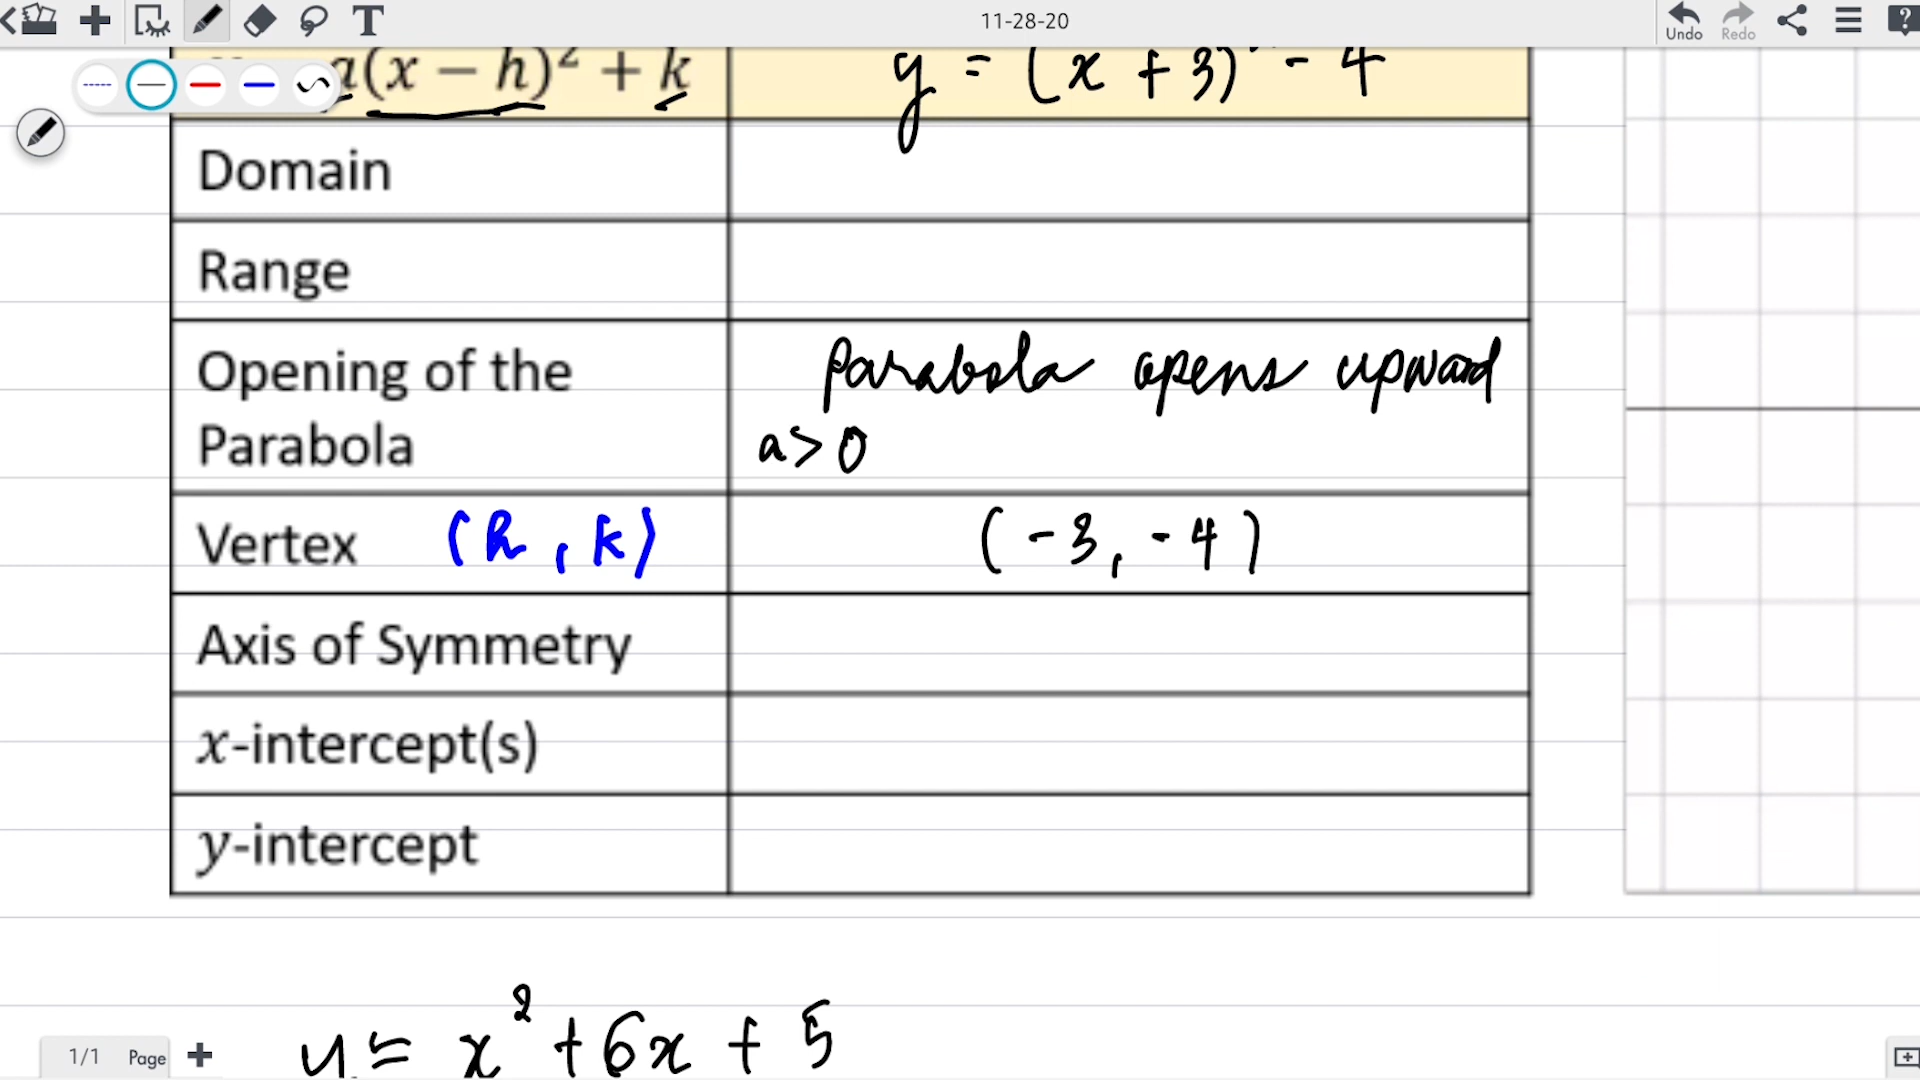 T 11-28-20 Undo Redo
a(x − h)² + k y = (x + 3)² - 4
Domain
Range
Opening of the Parabola opens upward
Parabola a > 0
Vertex (h, k) (-3, -4)
Axis of Symmetry
x-intercept(s)
y-intercept
y = x² + 6x + 5
1/1 Page